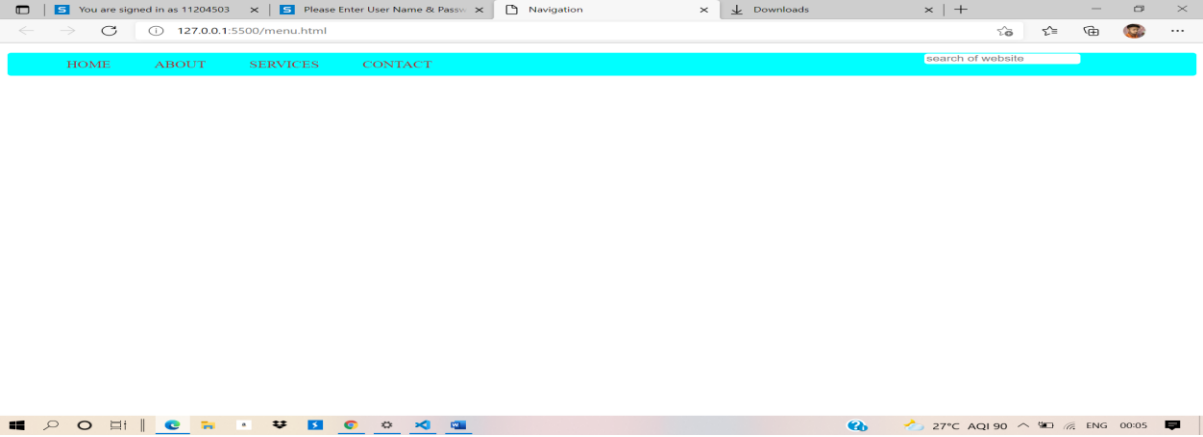 You are signed in as 11204503
Please Enter User Name & Passw
Navigation
Downloads
127.0.0.1:5500/menu.html
HOME ABOUT SERVICES CONTACT
search of website
27°C AQI 90 ENG 00:05